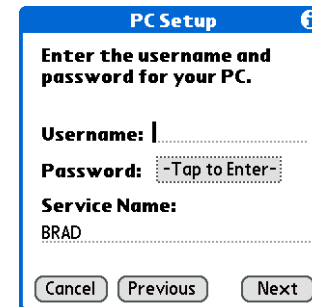 PC Setup
Enter the username and
password for your PC.
Username:
Password: -Tap to Enter-
Service Name:
BRAD
Cancel Previous Next